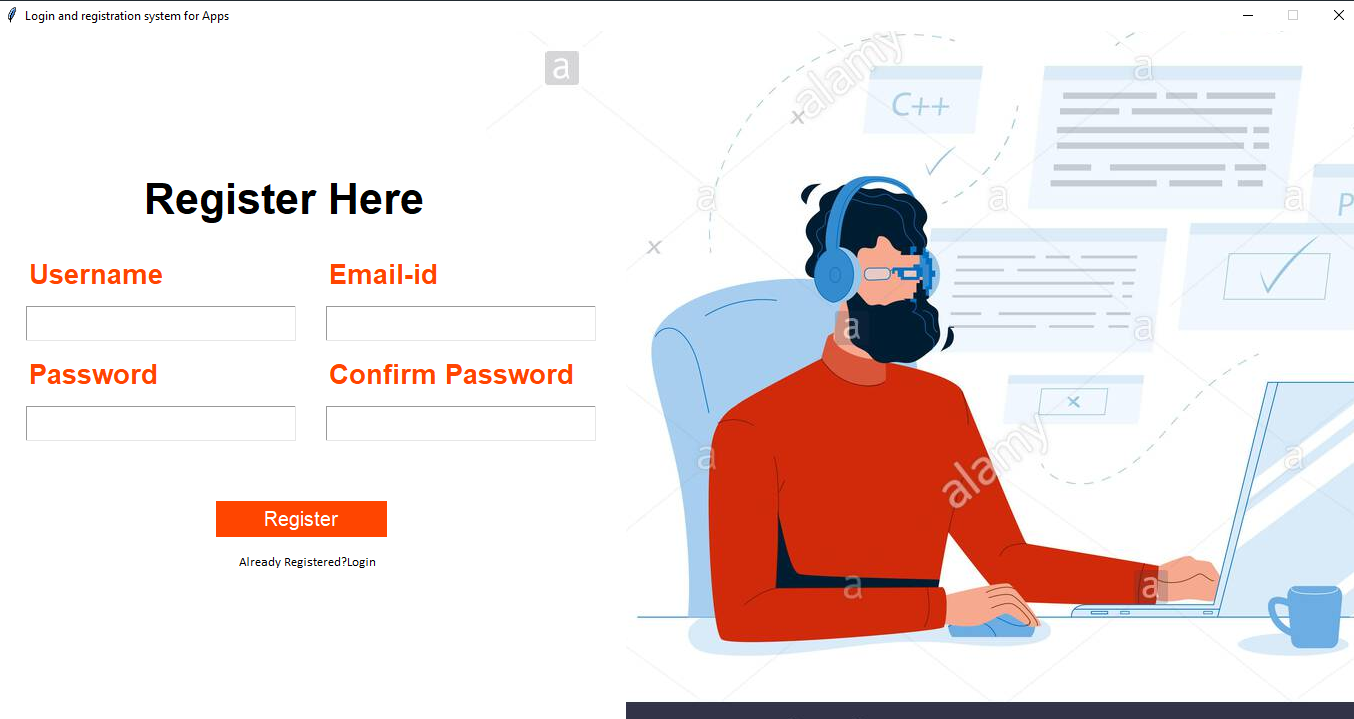 Login and registration system for Apps
a
alamy
C++
a
Register Here
a
a
a
P
Username
Email-id
a
a
Password
Confirm Password
alamy
a
a
Register
Already Registered?Login
a
a